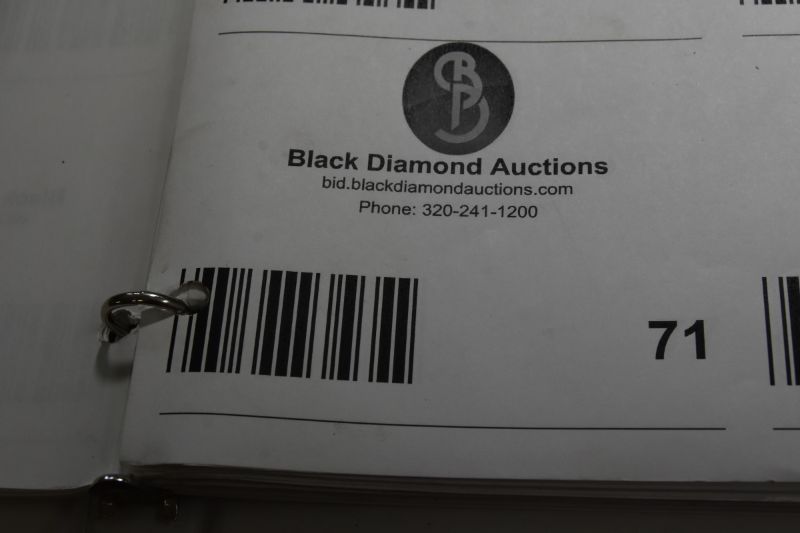 Black Diamond Auctions
bid.blackdiamondauctions.com
Phone: 320-241-1200
71